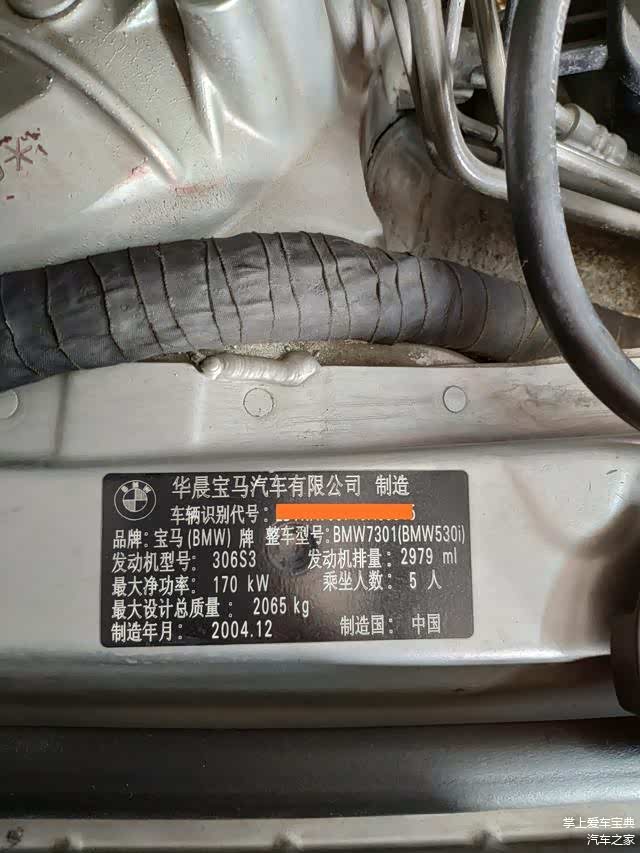 华晨宝马汽车有限公司 制造
车辆识别代号:
品牌:宝马(BMW) 牌 整车型号:BMW7301(BMW530i)
发动机型号: 306S3 发动机排量: 2979 ml
最大净功率: 170 kW 乘坐人数: 5 人
最大设计总质量: 2065 kg
制造年月: 2004.12 制造国: 中国
掌上爱车宝典
汽车之家